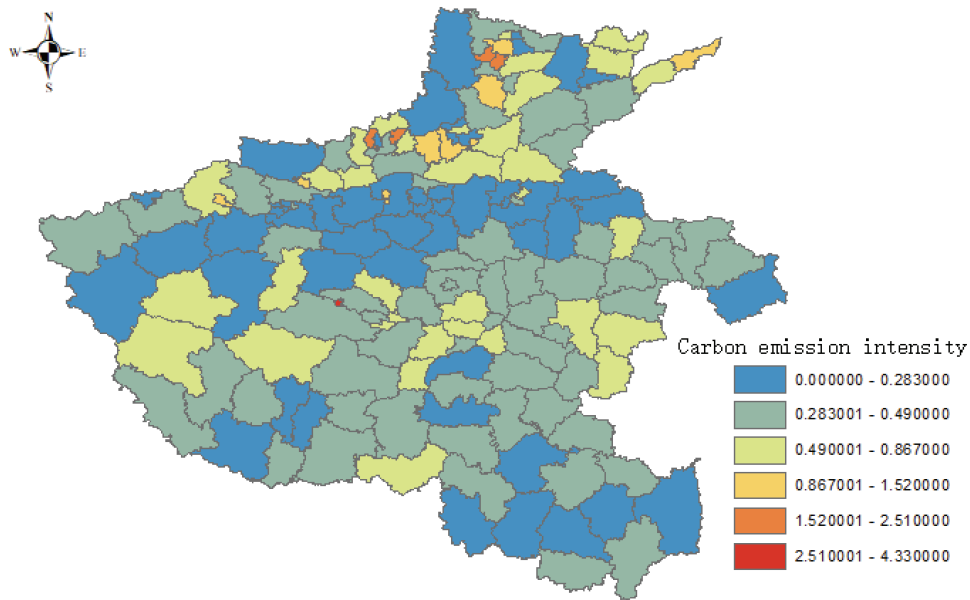 N
W E
S
Carbon emission intensity
0.000000 - 0.283000
0.283001 - 0.490000
0.490001 - 0.867000
0.867001 - 1.520000
1.520001 - 2.510000
2.510001 - 4.330000